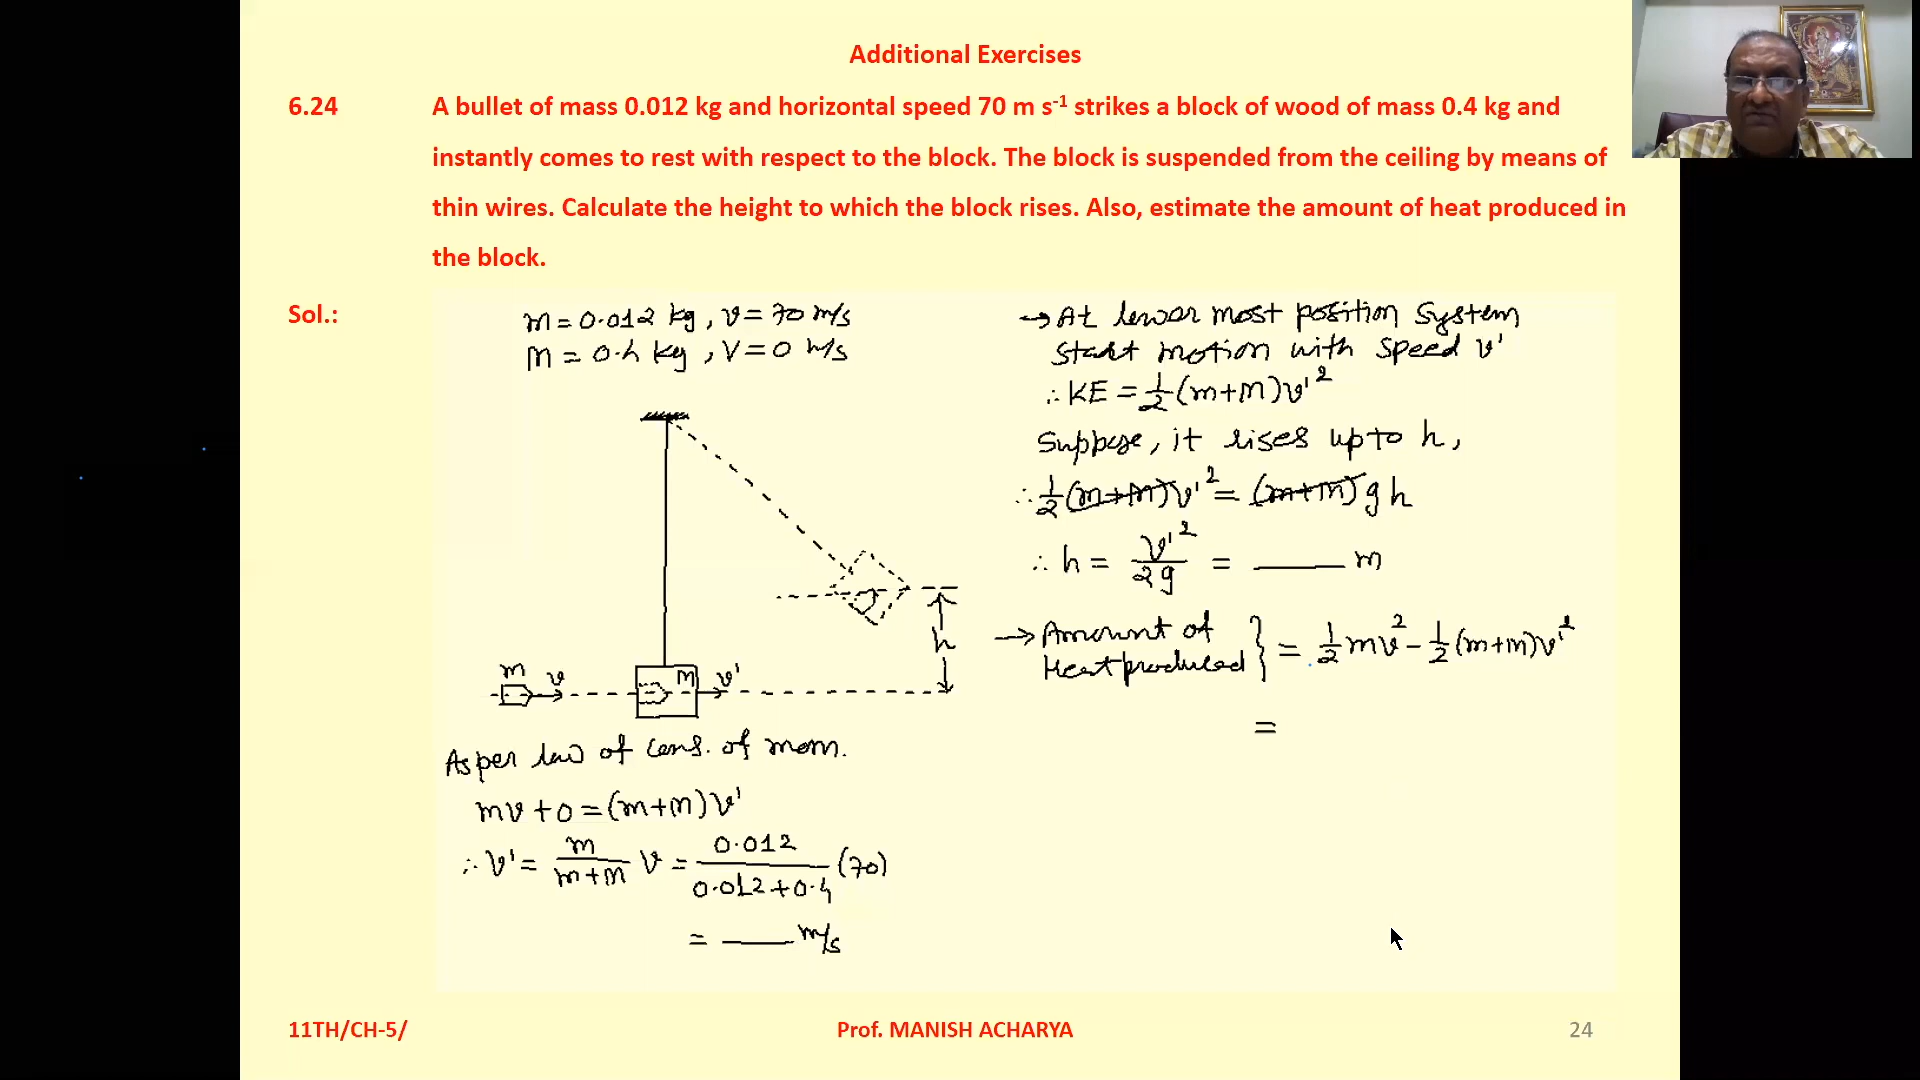 Additional Exercises
6.24 A bullet of mass 0.012 kg and horizontal speed 70 m s⁻¹ strikes a block of wood of mass 0.4 kg and
instantly comes to rest with respect to the block. The block is suspended from the ceiling by means of
thin wires. Calculate the height to which the block rises. Also, estimate the amount of heat produced in
the block.
Sol.:
m = 0.012 kg, v = 70 m/s
M = 0.4 kg, V = 0 m/s
h
m v M v'
As per law of cons. of mom.
mv + 0 = (m+M)v'
∴ v' = m/(m+M) v = 0.012/(0.012+0.4) (70)
= ____ m/s
→ At lower most position system
start motion with speed v'
∴ KE = 1/2 (m+M)v'²
Suppose, it rises up to h,
∴ 1/2 (m+M)v'² = (m+M)gh
∴ h = v'²/2g = ____ m
→ Amount of
Heat produced } = 1/2 mv² - 1/2 (m+M)v'²
=
11TH/CH-5/ Prof. MANISH ACHARYA 24